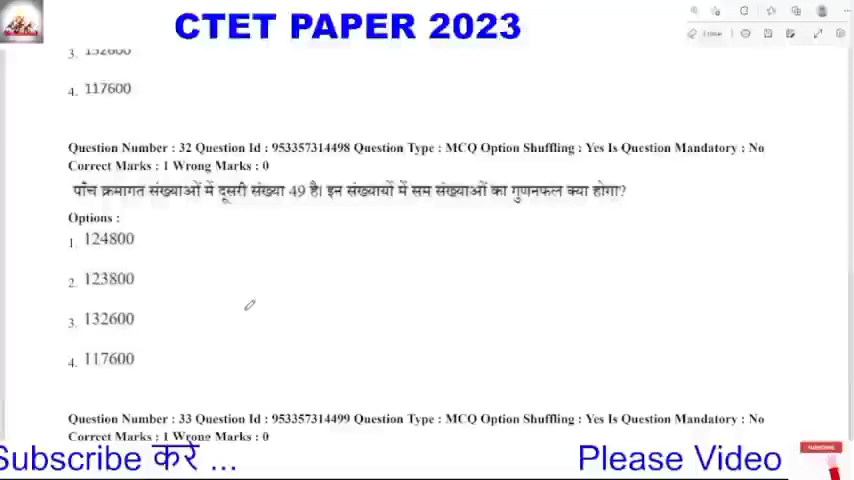 CTET PAPER 2023
3. 132600
4. 117600
Question Number : 32 Question Id : 953357314498 Question Type : MCQ Option Shuffling : Yes Is Question Mandatory : No
Correct Marks : 1 Wrong Marks : 0
पाँच क्रमागत संख्याओं में दूसरी संख्या 49 है। इन संख्यायों में सम संख्याओं का गुणनफल क्या होगा?
Options :
1. 124800
2. 123800
3. 132600
4. 117600
Question Number : 33 Question Id : 953357314499 Question Type : MCQ Option Shuffling : Yes Is Question Mandatory : No
Correct Marks : 1 Wrong Marks : 0
Subscribe करे ... Please Video